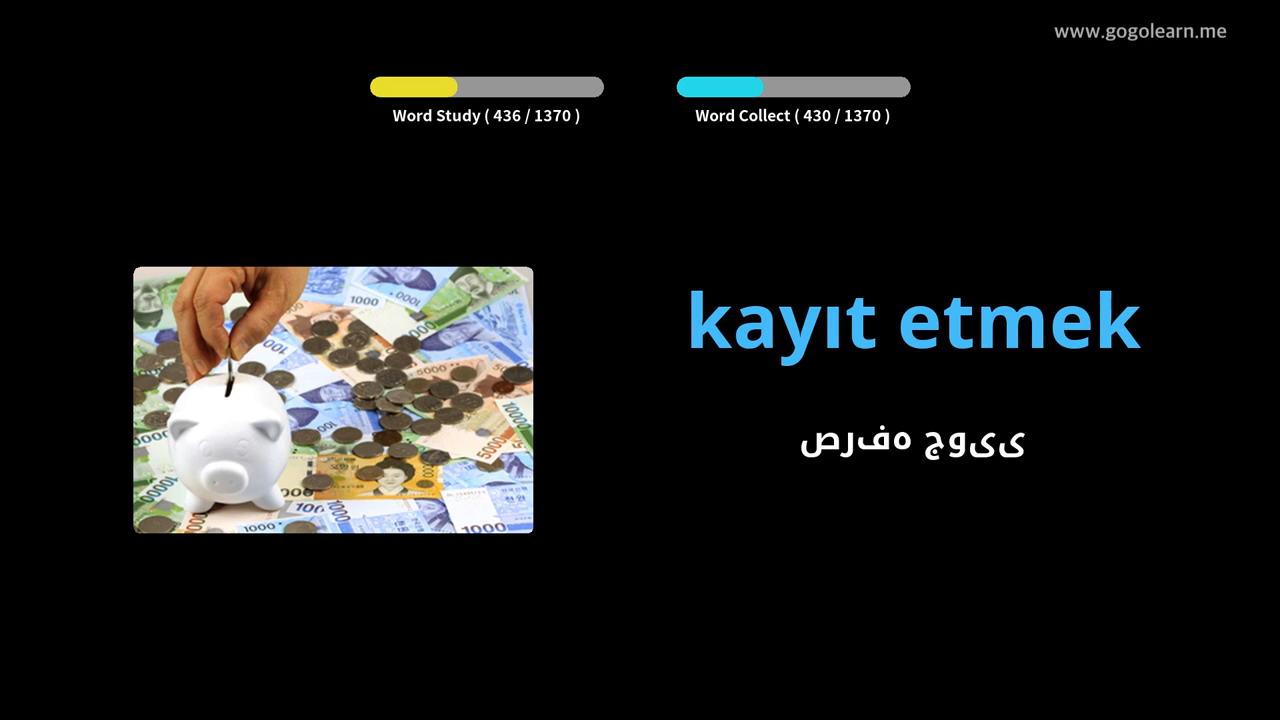 www.gogolearn.me
Word Study ( 436 / 1370 )
Word Collect ( 430 / 1370 )
kayıt etmek
صرفه جویی